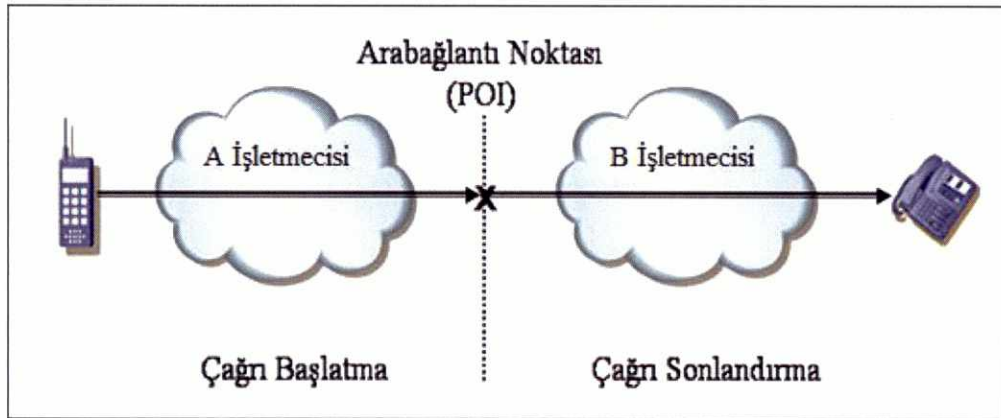 Arabağlantı Noktası
(POI)
A İşletmecisi
B İşletmecisi
X
Çağrı Başlatma
Çağrı Sonlandırma